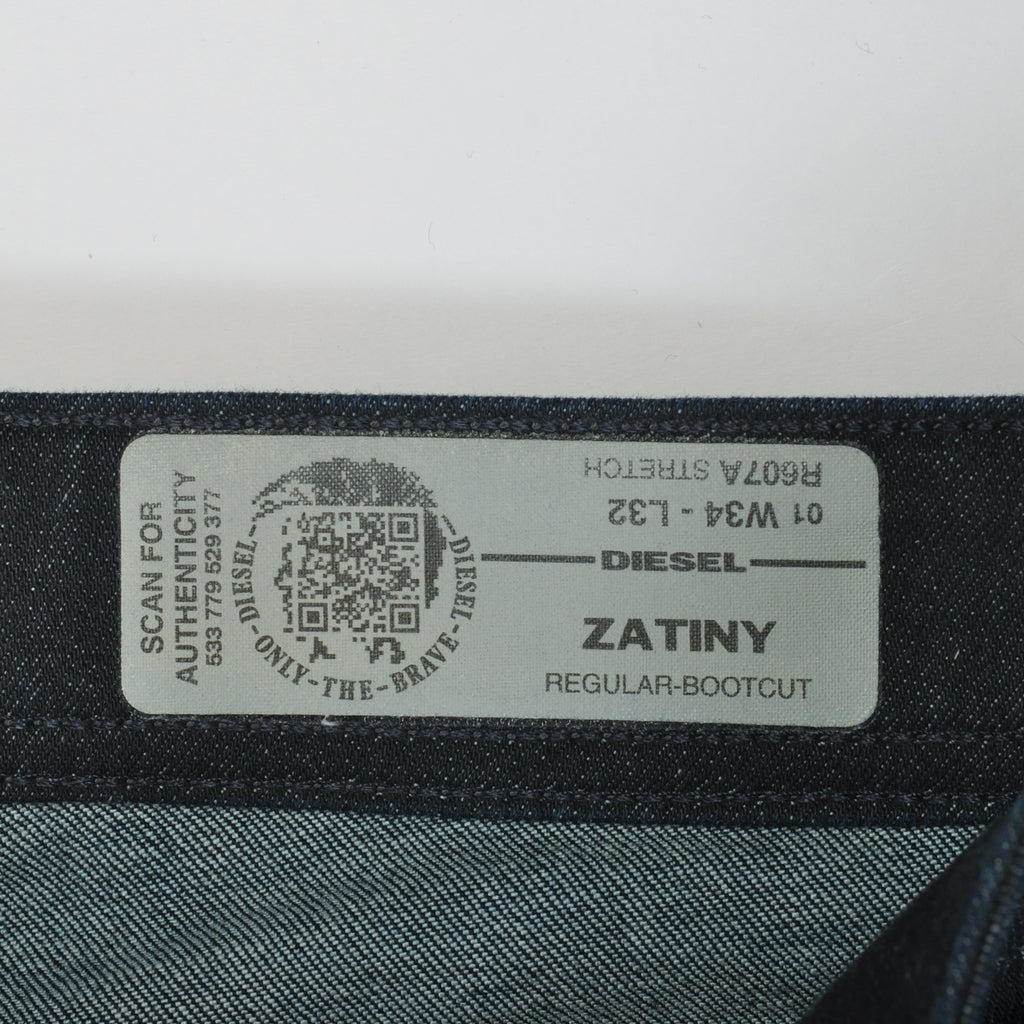 SCAN FOR
AUTHENTICITY
533 779 529 377
DIESEL-ONLY-THE-BRAVE-DIESEL
R607A STRETCH
01 W34 - L32
DIESEL
ZATINY
REGULAR-BOOTCUT